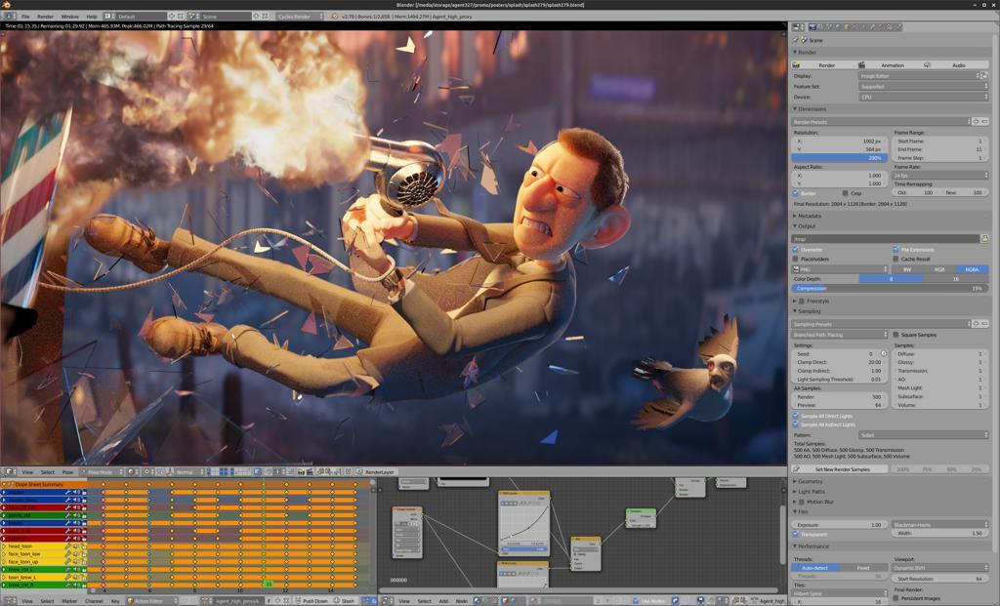 Blender [/media/storage/agent327/promo/posters/splash/splash279/splash279.blend]
File Render Window Help Default Scene Cycles Render v2.79 | Bones:1/2,658 | Mem:1494.27M | Agent_high_proxy
Time:01:15.35 | Remaining:01:29.92 | Mem:465.93M, Peak:466.02M | Path Tracing Sample 29/64
Scene
Render
Render Animation Audio
Display: Image Editor
Feature Set: Supported
Device: CPU
Dimensions
Render Presets
Resolution: Frame Range:
X: 1002 px Start Frame: 1
Y: 564 px End Frame: 11
200% Frame Step: 1
Aspect Ratio: Frame Rate:
X: 1.000 24 fps
Y: 1.000 Time Remapping:
Border Crop Old: 100 New: 100
Final Resolution: 2004 x 1128 [Border: 2004 x 1128]
Metadata
Output
/tmp/
Overwrite File Extensions
Placeholders Cache Result
PNG BW RGB RGBA
Color Depth: 8 16
Compression: 15%
Freestyle
Sampling
Sampling Presets
Branched Path Tracing Square Samples
Settings: Samples:
Seed: 0 Diffuse: 1
Clamp Direct: 20.00 Glossy: 1
Clamp Indirect: 1.00 Transmission: 1
Light Sampling Threshold: 0.01 AO: 1
AA Samples: Mesh Light: 1
Render: 500 Subsurface: 1
Preview: 64 Volume: 1
Sample All Direct Lights
Sample All Indirect Lights
Pattern: Sobol
Total Samples:
500 AA, 500 Diffuse, 500 Glossy, 500 Transmission
500 AO, 500 Mesh Light, 500 Subsurface, 500 Volume
Set New Render Samples 100% 75% 50% 25%
Geometry
Light Paths
Motion Blur
Film
Exposure: 1.00 Blackman-Harris
Transparent Width: 1.50
Performance
Threads: Viewport:
Auto-detect Fixed Dynamic BVH
Threads: Start Resolution: 64
Tiles: Final Render:
Hilbert Spiral Persistent Images
X: 16
View Select Pose Pose Mode Normal RenderLayer
Dope Sheet Summary
head_toon
face_toon_low
face_toon_up
brow_ctrl_L
toon_brow_L
brow_ctrl_R
4 6 8 10 11 12 14
View Select Marker Channel Key Action Editor Agent_high_proxyA F Push Down Stash
RGB Curves
000000
View Select Add Node Use Nodes Agent_high